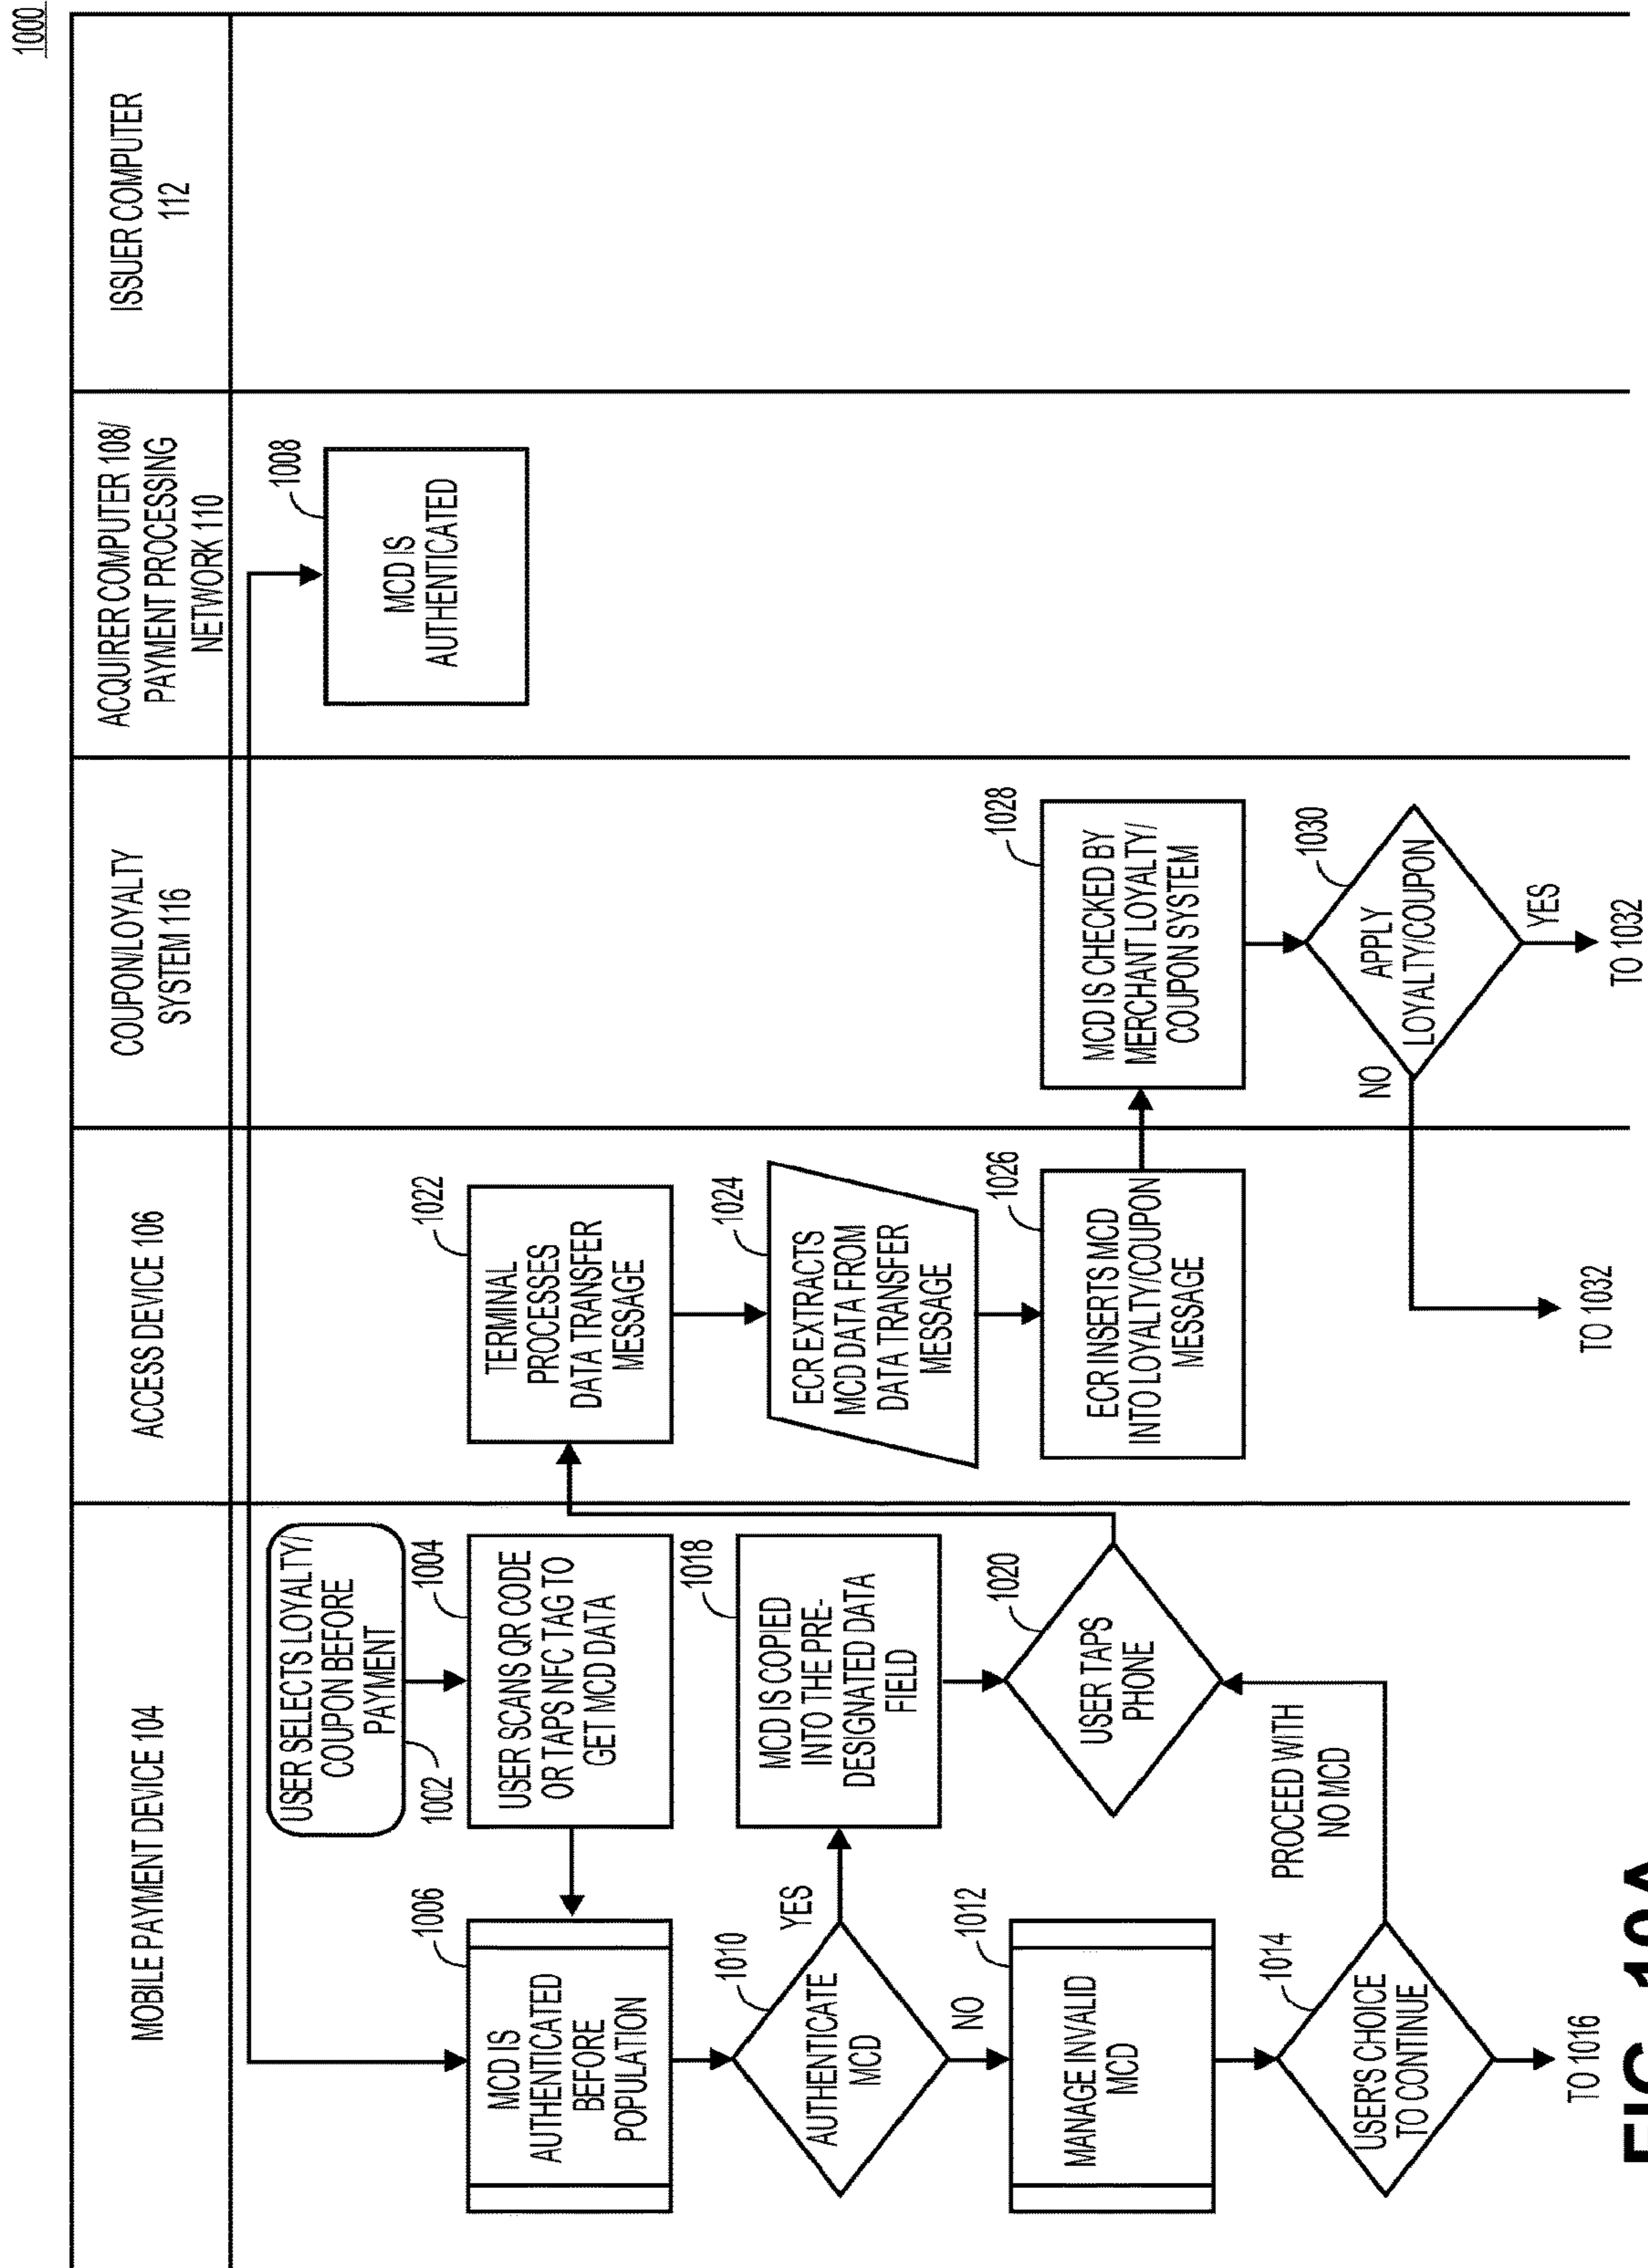 1000
MOBILE PAYMENT DEVICE 104
ACCESS DEVICE 106
COUPON/LOYALTY
SYSTEM 116
ACQUIRER COMPUTER 108/
PAYMENT PROCESSING
NETWORK 110
ISSUER COMPUTER
112
USER SELECTS LOYALTY/
COUPON BEFORE
PAYMENT
1002
1004
USER SCANS QR CODE
OR TAPS NFC TAG TO
GET MCD DATA
1006
MCD IS
AUTHENTICATED
BEFORE
POPULATION
1008
MCD IS
AUTHENTICATED
1010
AUTHENTICATE
MCD
YES
NO
1012
MANAGE INVALID
MCD
1014
USER'S CHOICE
TO CONTINUE
TO 1016
PROCEED WITH
NO MCD
1018
MCD IS COPIED
INTO THE PRE-
DESIGNATED DATA
FIELD
1020
USER TAPS
PHONE
1022
TERMINAL
PROCESSES
DATA TRANSFER
MESSAGE
1024
ECR EXTRACTS
MCD DATA FROM
DATA TRANSFER
MESSAGE
1026
ECR INSERTS MCD
INTO LOYALTY/COUPON
MESSAGE
1028
MCD IS CHECKED BY
MERCHANT LOYALTY/
COUPON SYSTEM
1030
APPLY
LOYALTY/COUPON
NO
TO 1032
YES
TO 1032
FIG. 10A